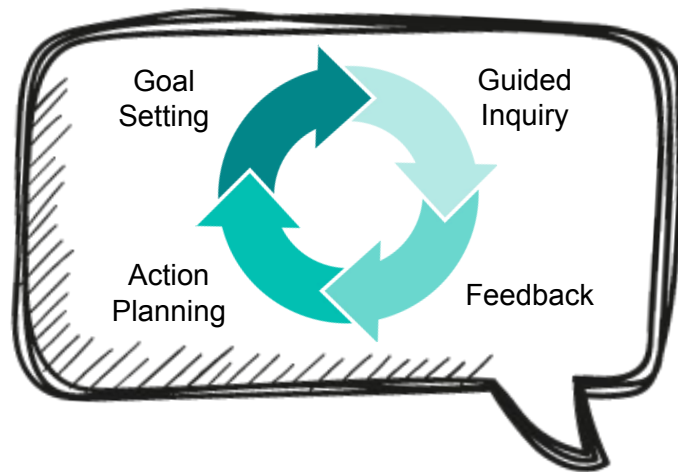 Goal
Setting
Guided
Inquiry
Action
Planning
Feedback